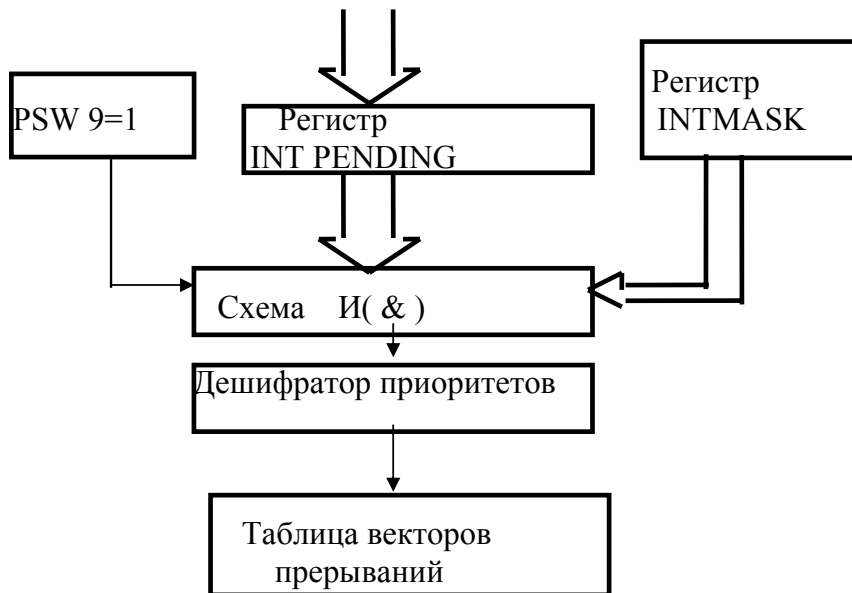 PSW 9=1
Регистр
INT PENDING
Регистр
INTMASK
Схема И( & )
Дешифратор приоритетов
Таблица векторов
прерываний